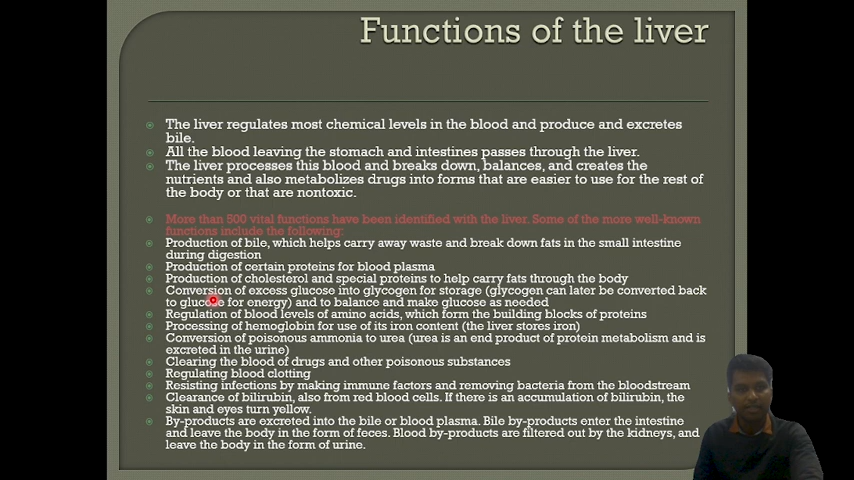 Functions of the liver
The liver regulates most chemical levels in the blood and produce and excretes
bile.
All the blood leaving the stomach and intestines passes through the liver.
The liver processes this blood and breaks down, balances, and creates the
nutrients and also metabolizes drugs into forms that are easier to use for the rest of
the body or that are nontoxic.
More than 500 vital functions have been identified with the liver. Some of the more well-known
functions include the following:
Production of bile, which helps carry away waste and break down fats in the small intestine
during digestion
Production of certain proteins for blood plasma
Production of cholesterol and special proteins to help carry fats through the body
Conversion of excess glucose into glycogen for storage (glycogen can later be converted back
to glucose for energy) and to balance and make glucose as needed
Regulation of blood levels of amino acids, which form the building blocks of proteins
Processing of hemoglobin for use of its iron content (the liver stores iron)
Conversion of poisonous ammonia to urea (urea is an end product of protein metabolism and is
excreted in the urine)
Clearing the blood of drugs and other poisonous substances
Regulating blood clotting
Resisting infections by making immune factors and removing bacteria from the bloodstream
Clearance of bilirubin, also from red blood cells. If there is an accumulation of bilirubin, the
skin and eyes turn yellow.
By-products are excreted into the bile or blood plasma. Bile by-products enter the intestine
and leave the body in the form of feces. Blood by-products are filtered out by the kidneys, and
leave the body in the form of urine.